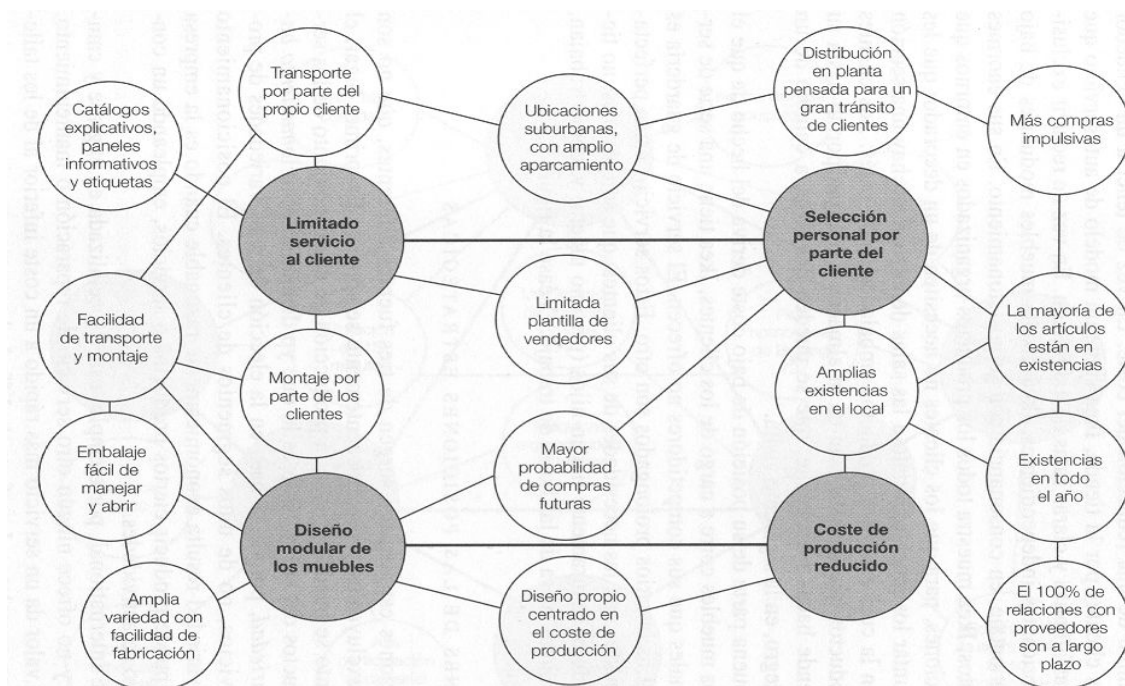 Transporte
por parte del
propio cliente
Distribución
en planta
pensada para un
gran tránsito
de clientes
Catálogos
explicativos,
paneles
informativos
y etiquetas
Ubicaciones
suburbanas,
con amplio
aparcamiento
Más compras
impulsivas
Limitado
servicio
al cliente
Selección
personal por
parte del
cliente
Facilidad
de transporte
y montaje
Limitada
plantilla de
vendedores
La mayoría de
los artículos
están en
existencias
Montaje por
parte de los
clientes
Amplias
existencias
en el local
Embalaje
fácil de
manejar
y abrir
Mayor
probabilidad
de compras
futuras
Existencias
en todo
el año
Diseño
modular de
los muebles
Coste de
producción
reducido
Amplia
variedad con
facilidad de
fabricación
Diseño propio
centrado en
el coste de
producción
El 100% de
relaciones con
proveedores
son a largo
plazo